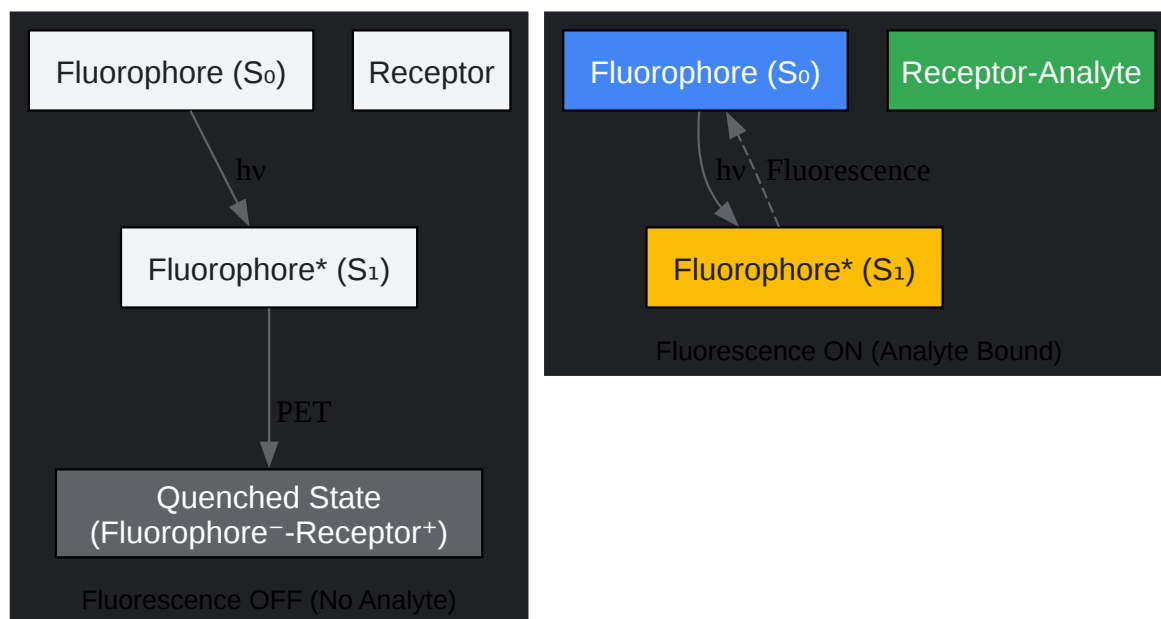 Fluorophore (S₀)
Receptor
hν
Fluorophore* (S₁)
PET
Quenched State
(Fluorophore⁻-Receptor⁺)
Fluorescence OFF (No Analyte)
Fluorophore (S₀)
Receptor-Analyte
hν
Fluorescence
Fluorophore* (S₁)
Fluorescence ON (Analyte Bound)